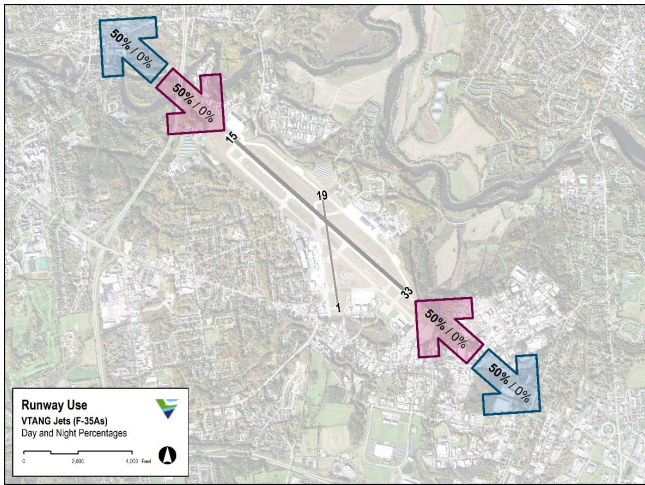 50% / 0%
50% / 0%
15
19
1
33
50% / 0%
50% / 0%
Runway Use
VTANG Jets (F-35As)
Day and Night Percentages
0 2,000 4,000 Feet